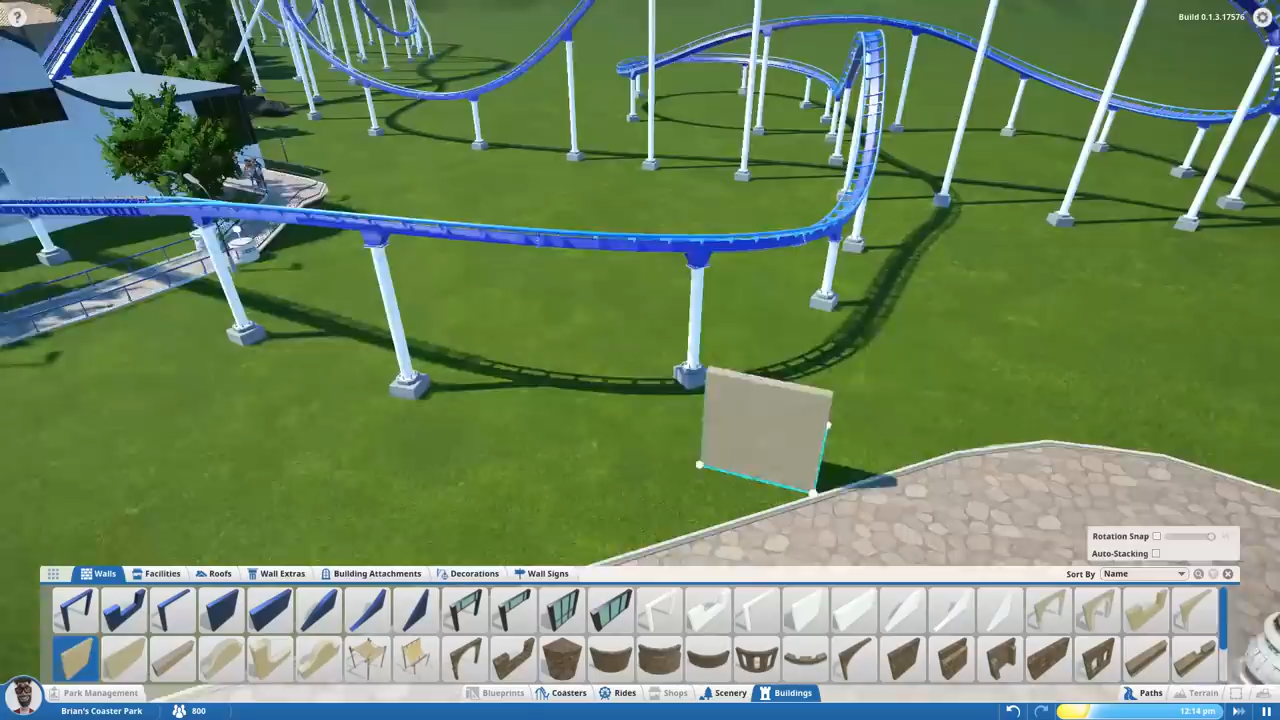 ?
Build 0.1.3.17576
Rotation Snap
Auto-Stacking
Walls Facilities Roofs Wall Extras Building Attachments Decorations Wall Signs Sort By Name
Park Management Blueprints Coasters Rides Shops Scenery Buildings Paths Terrain
Brian's Coaster Park 800 12:14 pm